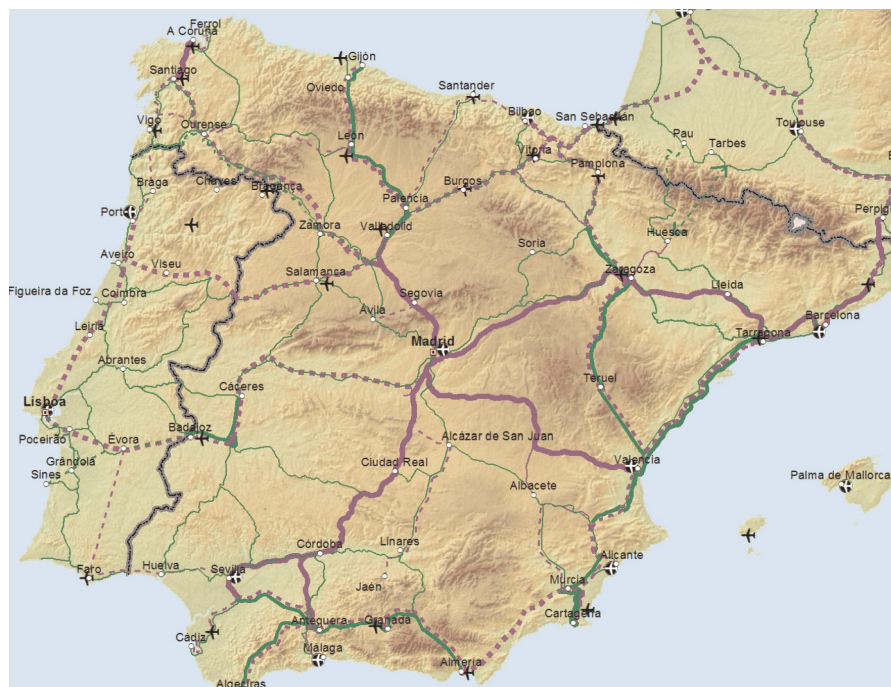 Ferrol
A Coruña
Gijón
Santiago
Oviedo
Santander
Bilbao
San Sebastián
Toulouse
Vigo
Ourense
León
Vitoria
Pau
Tarbes
Pamplona
Braga
Chaves
Bragança
Palencia
Burgos
Perpig
Porto
Zamora
Valladolid
Soria
Huesca
Aveiro
Viseu
Salamanca
Zaragoza
Lleida
Figueira da Foz
Coimbra
Segovia
Barcelona
Leiria
Ávila
Tarragona
Madrid
Abrantes
Cáceres
Teruel
Lisboa
Poceirão
Évora
Badajoz
Alcázar de San Juan
Grândola
Ciudad Real
Valencia
Sines
Albacete
Palma de Mallorca
Córdoba
Linares
Alicante
Faro
Huelva
Sevilla
Jaén
Murcia
Cartagena
Cádiz
Antequera
Granada
Málaga
Almería
Algeciras